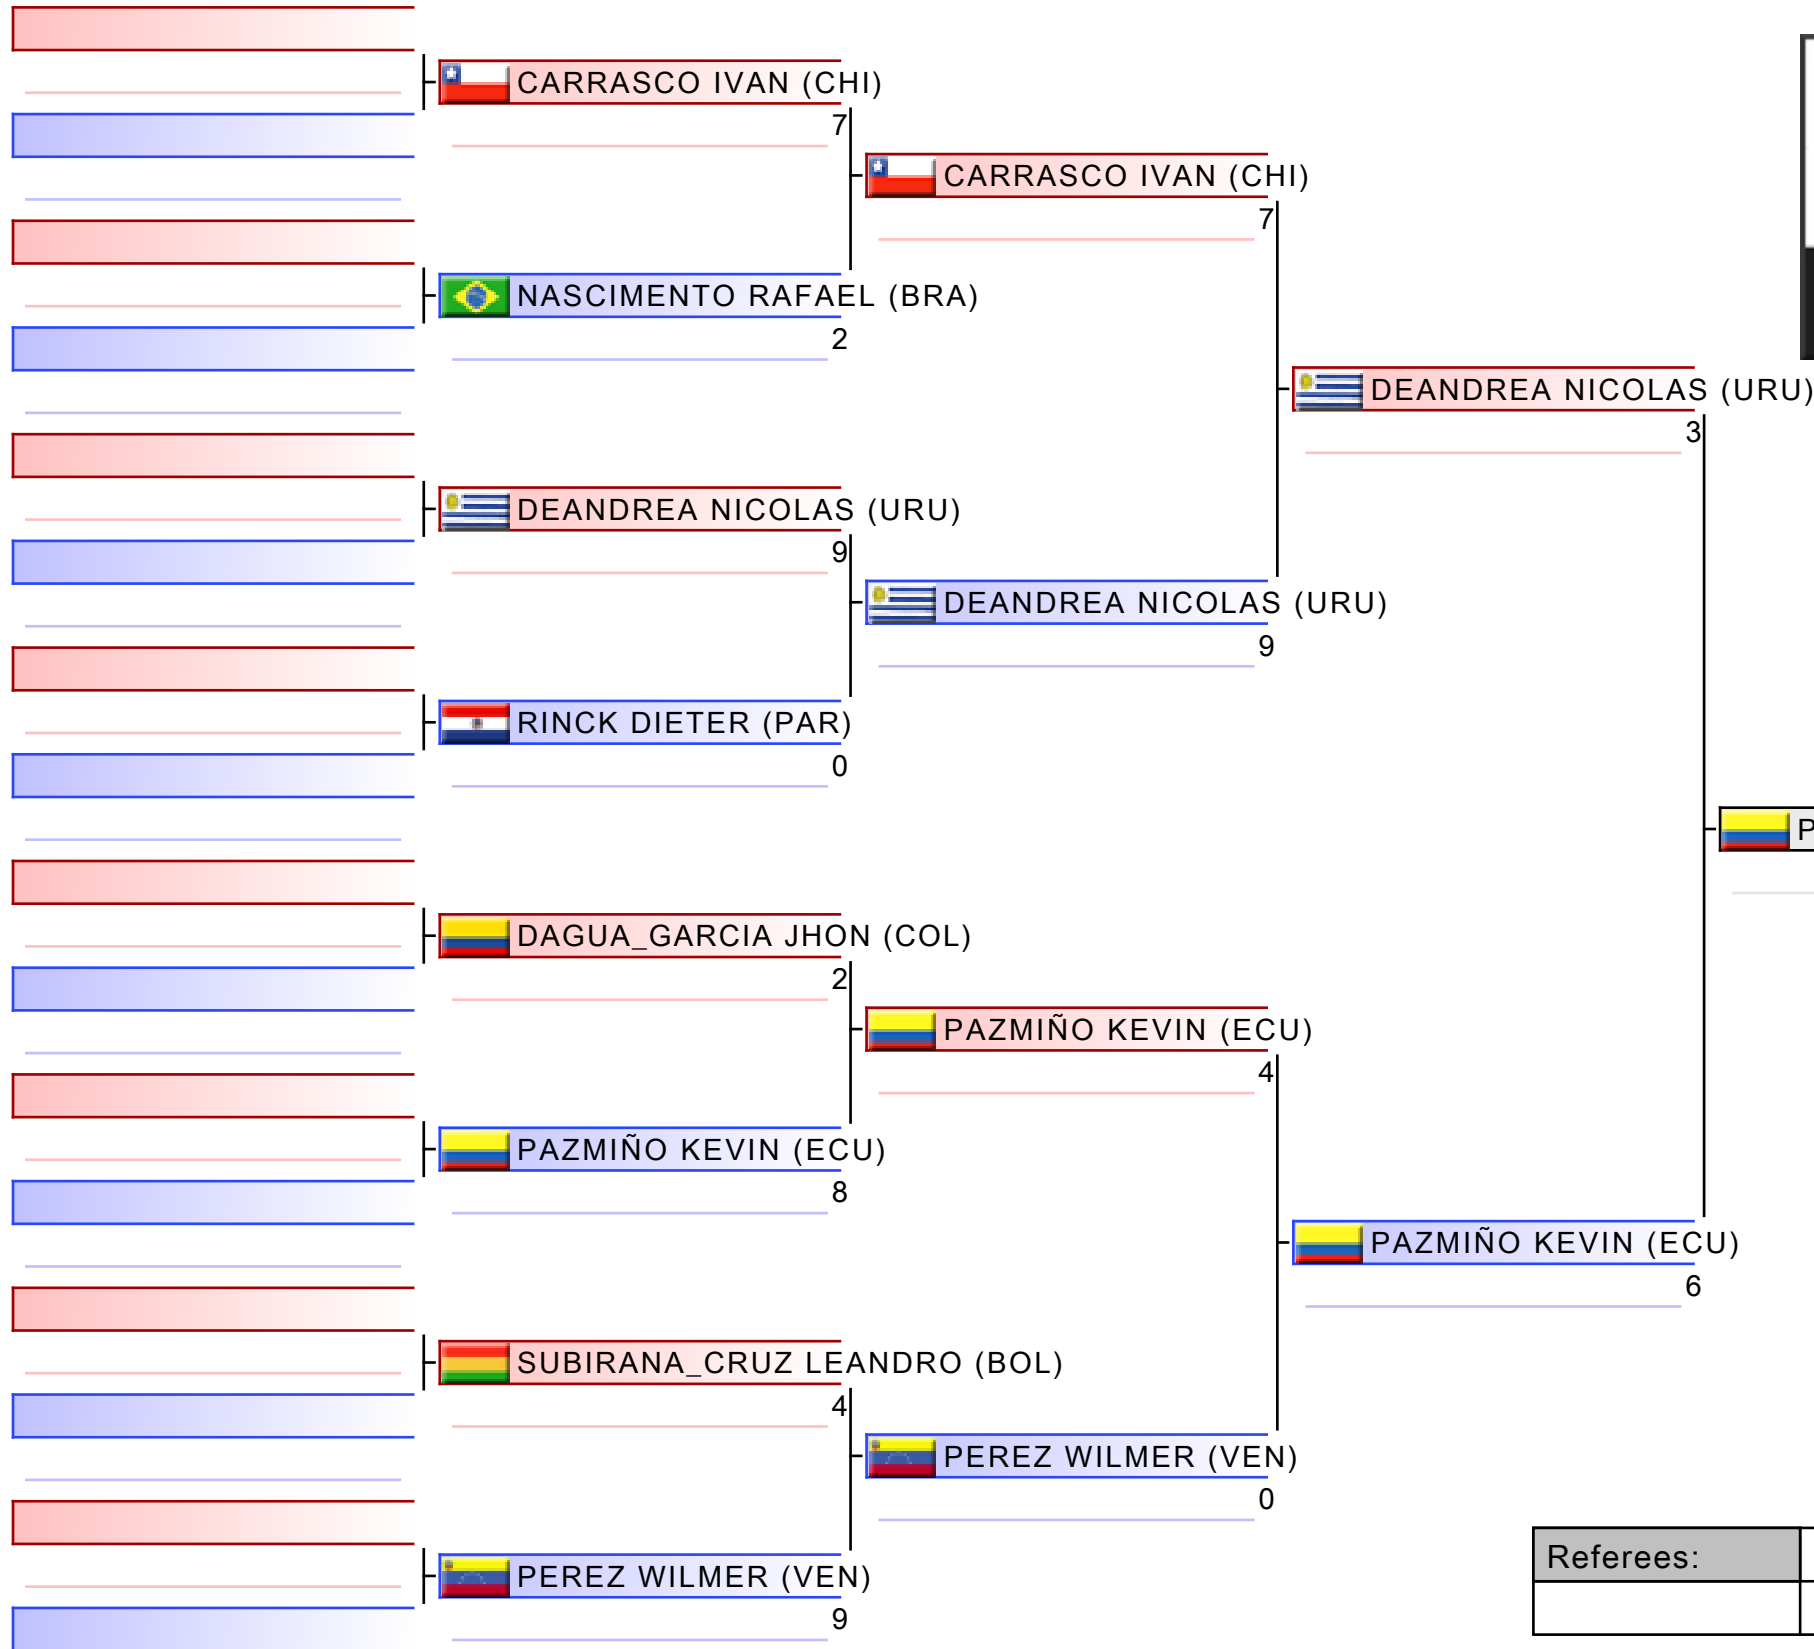 CARRASCO IVAN (CHI)
7
CARRASCO IVAN (CHI)
7
NASCIMENTO RAFAEL (BRA)
2
DEANDREA NICOLAS (URU)
3
DEANDREA NICOLAS (URU)
9
DEANDREA NICOLAS (URU)
9
RINCK DIETER (PAR)
0
P
DAGUA_GARCIA JHON (COL)
2
PAZMIÑO KEVIN (ECU)
4
PAZMIÑO KEVIN (ECU)
8
PAZMIÑO KEVIN (ECU)
6
SUBIRANA_CRUZ LEANDRO (BOL)
4
PEREZ WILMER (VEN)
0
PEREZ WILMER (VEN)
9
Referees: